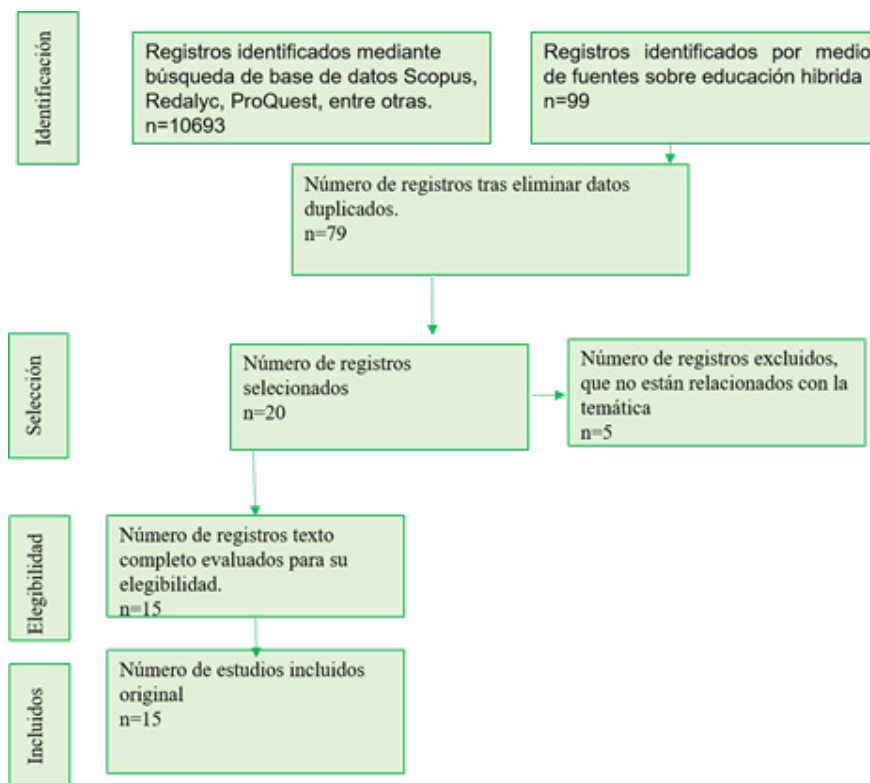 Identificación
Registros identificados mediante
búsqueda de base de datos Scopus,
Redalyc, ProQuest, entre otras.
n=10693
Registros identificados por medio
de fuentes sobre educación hibrida
n=99
Número de registros tras eliminar datos
duplicados.
n=79
Selección
Número de registros
selecionados
n=20
Número de registros excluidos,
que no están relacionados con la
temática
n=5
Elegibilidad
Número de registros texto
completo evaluados para su
elegibilidad.
n=15
Incluidos
Número de estudios incluidos
original
n=15